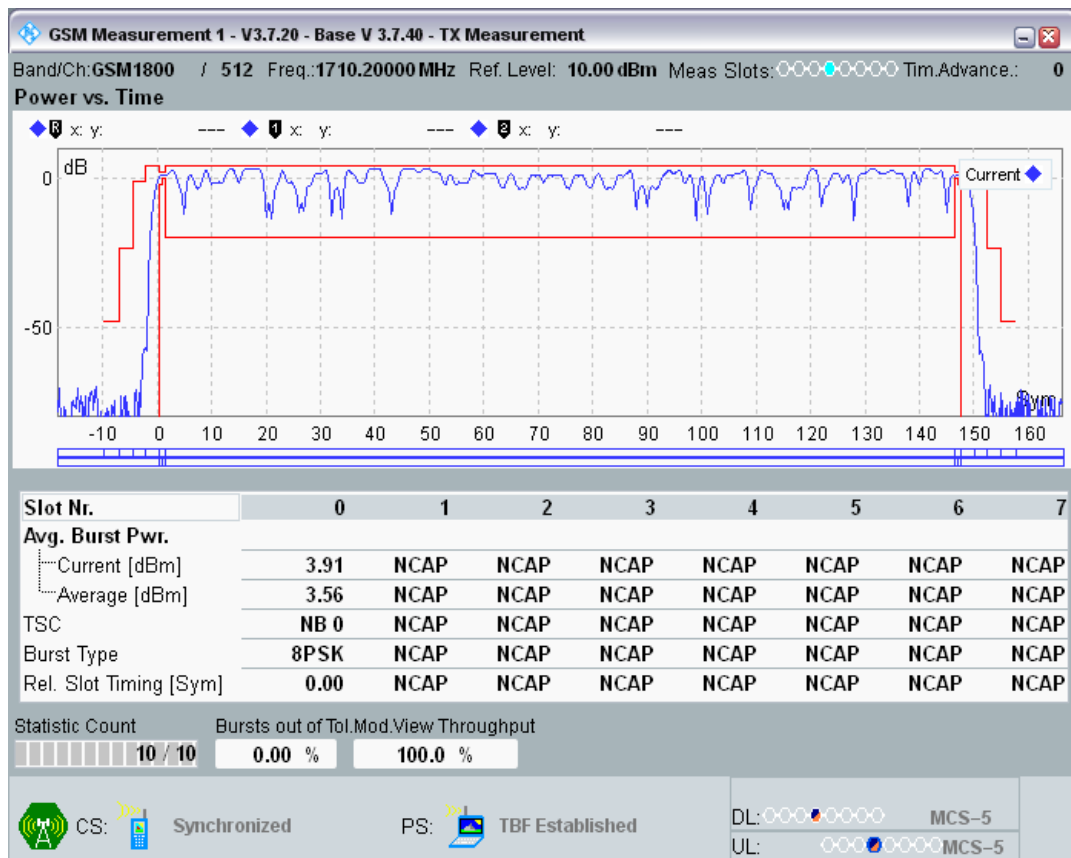 GSM Measurement 1 - V3.7.20 - Base V 3.7.40 - TX Measurement
Band/Ch:GSM1800 / 512 Freq.:1710.20000 MHz Ref. Level: 10.00 dBm Meas Slots: Tim.Advance.: 0
Power vs. Time
R x: y: --- 1 x: y: --- 2 x: y: ---
dB
Current
0
-50
Sym
-10 0 10 20 30 40 50 60 70 80 90 100 110 120 130 140 150 160
Slot Nr. 0 1 2 3 4 5 6 7
Avg. Burst Pwr.
Current [dBm] 3.91 NCAP NCAP NCAP NCAP NCAP NCAP NCAP
Average [dBm] 3.56 NCAP NCAP NCAP NCAP NCAP NCAP NCAP
TSC NB 0 NCAP NCAP NCAP NCAP NCAP NCAP NCAP
Burst Type 8PSK NCAP NCAP NCAP NCAP NCAP NCAP NCAP
Rel. Slot Timing [Sym] 0.00 NCAP NCAP NCAP NCAP NCAP NCAP NCAP
Statistic Count Bursts out of Tol.Mod.View Throughput
10 / 10 0.00 % 100.0 %
CS: Synchronized PS: TBF Established
DL: MCS-5
UL: MCS-5